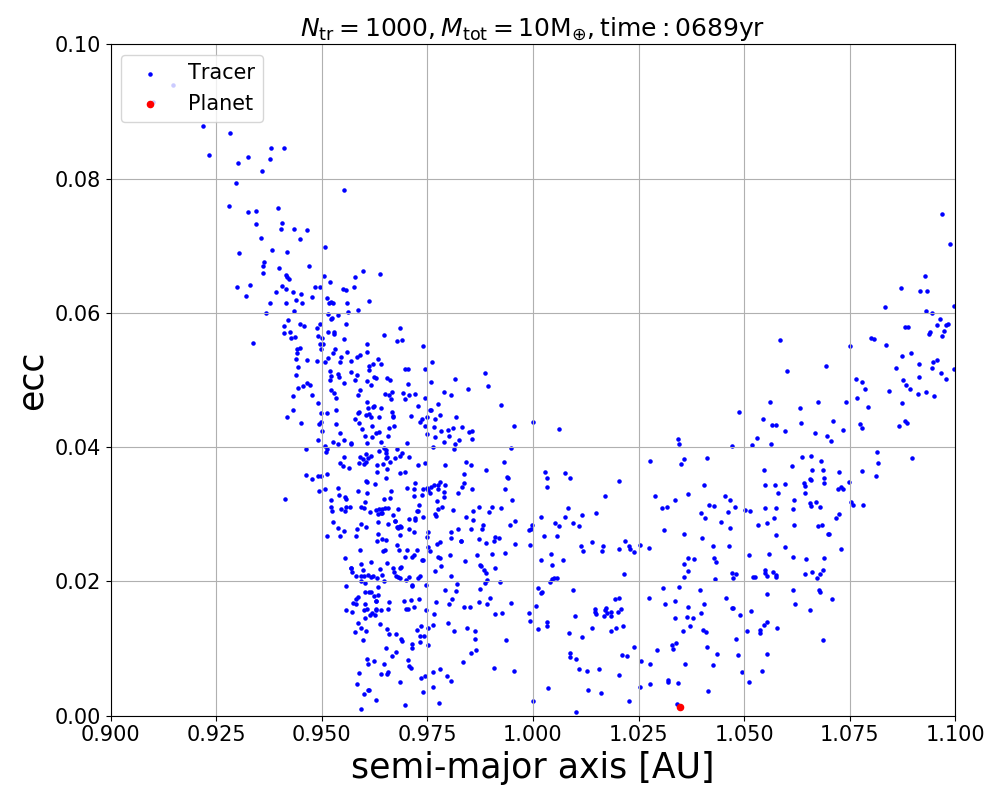 N_tr = 1000, M_tot = 10M_⊕, time : 0689yr
Tracer
Planet
ecc
0.10
0.08
0.06
0.04
0.02
0.00
0.900 0.925 0.950 0.975 1.000 1.025 1.050 1.075 1.100
semi-major axis [AU]